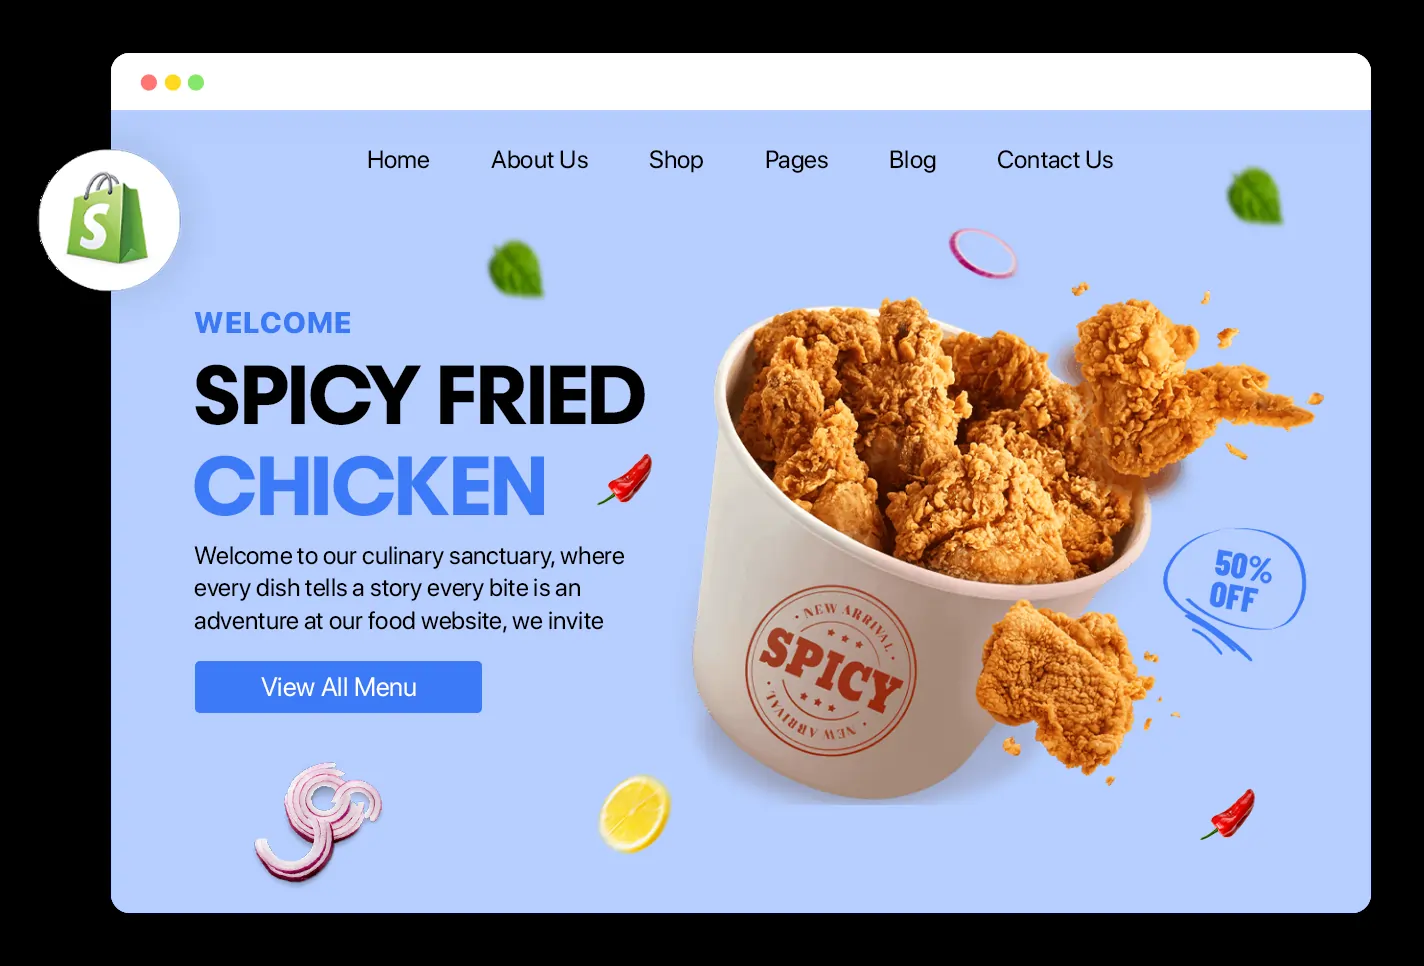 Home About Us Shop Pages Blog Contact Us
S
WELCOME
SPICY FRIED
CHICKEN
Welcome to our culinary sanctuary, where
every dish tells a story every bite is an
adventure at our food website, we invite
View All Menu
• NEW ARRIVAL •
SPICY
• NEW ARRIVAL •
50%
OFF